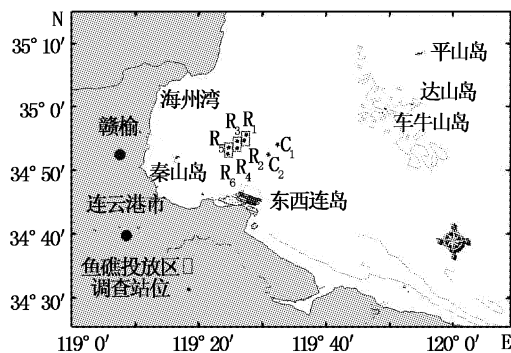 N
35° 10′
平山岛
达山岛
35° 00′
海州湾
车牛山岛
赣榆
R₃ R₁
R₅
C₁
34° 50′
秦山岛
R₂ C₂
R₆ R₄
连云港市
东西连岛
34° 40′
鱼礁投放区
调查站位
34° 30′
119° 0′
119° 20′
119° 40′
120° 0′
E